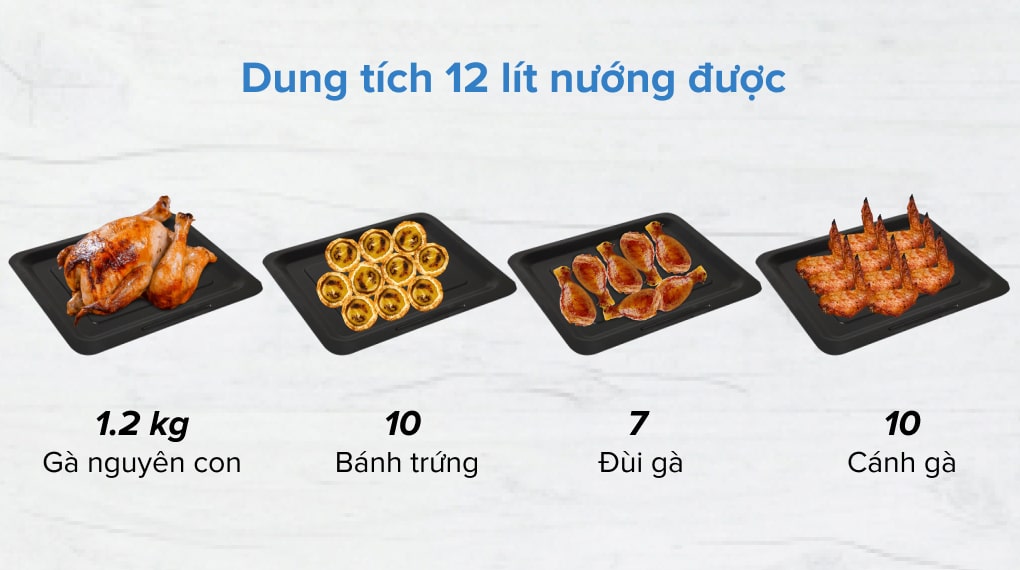 Dung tích 12 lít nướng được
1.2 kg
Gà nguyên con
10
Bánh trứng
7
Đùi gà
10
Cánh gà